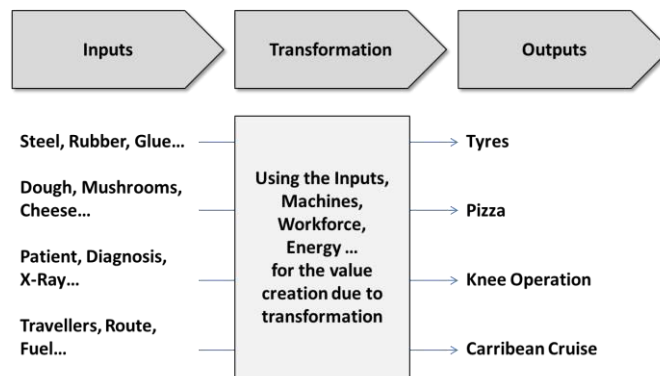 Inputs
Transformation
Outputs
Steel, Rubber, Glue…
Dough, Mushrooms,
Cheese…
Patient, Diagnosis,
X-Ray…
Travellers, Route,
Fuel…
Using the Inputs,
Machines,
Workforce,
Energy …
for the value
creation due to
transformation
Tyres
Pizza
Knee Operation
Carribean Cruise